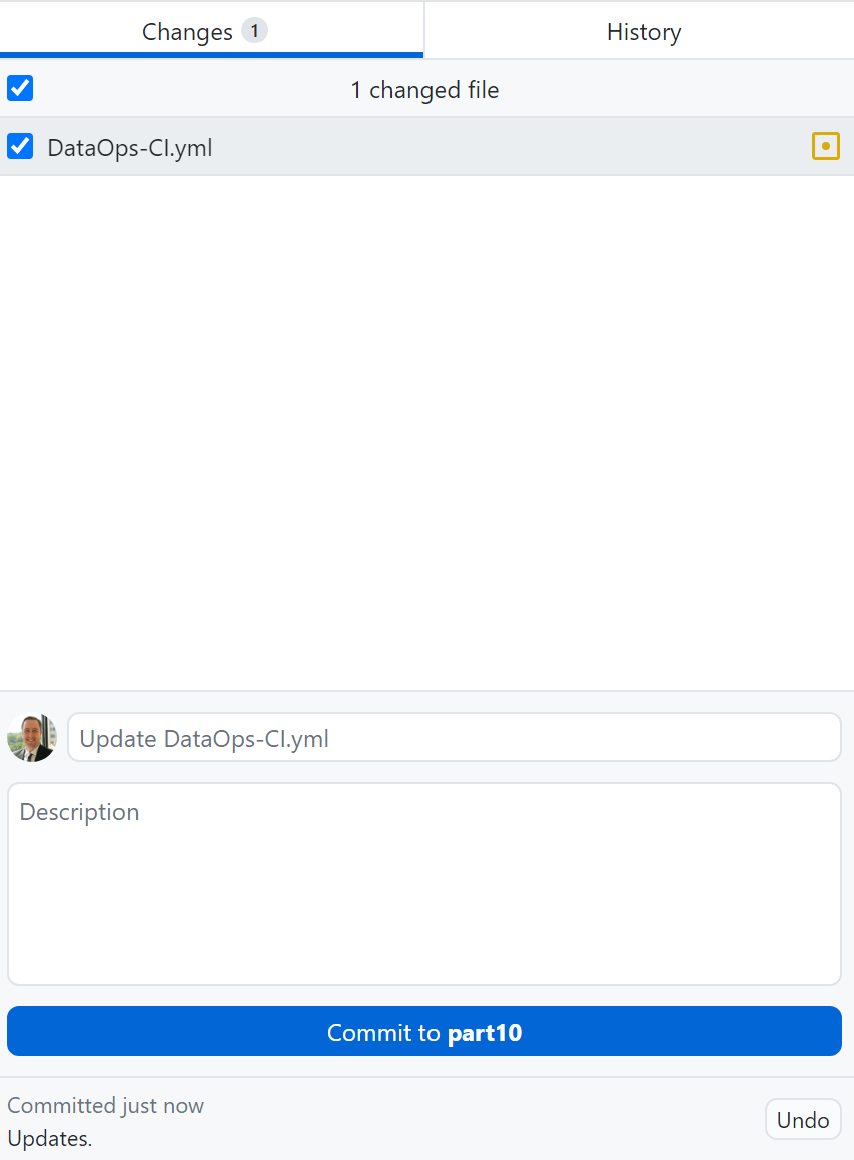 Changes 1
History
1 changed file
DataOps-CI.yml
Update DataOps-CI.yml
Description
Commit to part10
Committed just now
Updates.
Undo